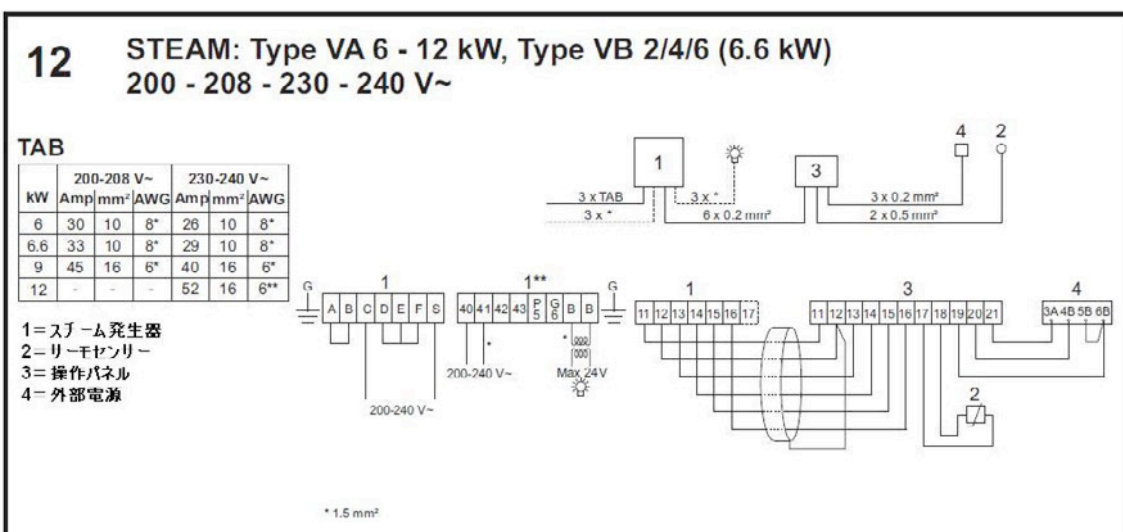 12
STEAM: Type VA 6 - 12 kW, Type VB 2/4/6 (6.6 kW)
200 - 208 - 230 - 240 V~
TAB
kW 200-208 V~ 230-240 V~
Amp mm² AWG Amp mm² AWG
6 30 10 8* 26 10 8*
6.6 33 10 8* 29 10 8*
9 45 16 6* 40 16 6*
12 - - - 52 16 6**
1=スチーム発生器
2=リーモセンリー
3=操作パネル
4=外部電源
1
3
4
2
3 x TAB
3 x *
3 x *
6 x 0.2 mm²
3 x 0.2 mm²
2 x 0.5 mm²
G
1
A B C D E F S
200-240 V~
1**
40 41 42 43 P5 G6 B B
G
*
200-240 V~
*
Max 24V
1
11 12 13 14 15 16 17
3
11 12 13 14 15 16 17 18 19 20 21
4
3A 4B 5B 6B
2
* 1.5 mm²